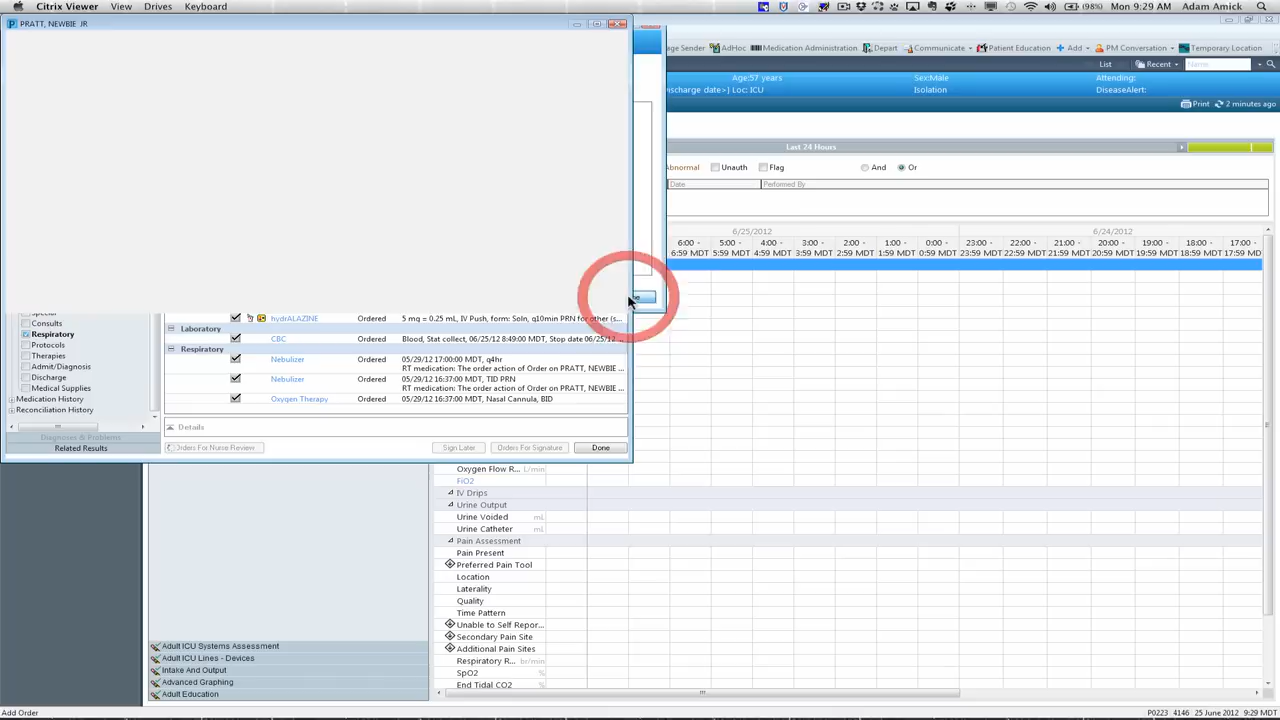 Citrix Viewer View Drives Keyboard
(98%) Mon 9:29 AM Adam Amick
PRATT, NEWBIE JR
age Sender AdHoc Medication Administration Depart Communicate PM Conversation Patient Education + Add Temporary Location
List Recent Name
Age:57 years Sex:Male Attending:
discharge date>] Loc: ICU Isolation DiseaseAlert:
Print 2 minutes ago
Last 24 Hours
Abnormal Unauth Flag And Or
Date Performed By
6/25/2012 6/24/2012
6:00 - 5:00 - 4:00 - 3:00 - 2:00 - 1:00 - 0:00 - 23:00 - 22:00 - 21:00 - 20:00 - 19:00 - 18:00 - 17:00 -
6:59 MDT 5:59 MDT 4:59 MDT 3:59 MDT 2:59 MDT 1:59 MDT 0:59 MDT 23:59 MDT 22:59 MDT 21:59 MDT 20:59 MDT 19:59 MDT 18:59 MDT 17:59 MDT
Consults
Respiratory
Protocols
Therapies
Admit/Diagnosis
Discharge
Medical Supplies
Medication History
Reconciliation History
Diagnoses & Problems
Related Results
hydrALAZINE Ordered 5 mg = 0.25 mL, IV Push, form: Soln, q10min PRN for other (s...
Laboratory
CBC Ordered Blood, Stat collect, 06/25/12 8:49:00 MDT, Stop date 06/25/12 ...
Respiratory
Nebulizer Ordered 05/29/12 17:00:00 MDT, q4hr
RT medication: The order action of Order on PRATT, NEWBIE ...
Nebulizer Ordered 05/29/12 16:37:00 MDT, TID PRN
RT medication: The order action of Order on PRATT, NEWBIE ...
Oxygen Therapy Ordered 05/29/12 16:37:00 MDT, Nasal Cannula, BID
Details
Orders For Nurse Review Sign Later Orders For Signature Done
Oxygen Flow R... L/min
FiO2
IV Drips
Urine Output
Urine Voided mL
Urine Catheter mL
Pain Assessment
Pain Present
Preferred Pain Tool
Location
Laterality
Quality
Time Pattern
Unable to Self Repor...
Secondary Pain Site
Additional Pain Sites
Respiratory R... br/min
SpO2 %
End Tidal CO2 %
Adult ICU Systems Assessment
Adult ICU Lines - Devices
Intake And Output
Advanced Graphing
Adult Education
Add Order P0223 4146 25 June 2012 9:29 MDT